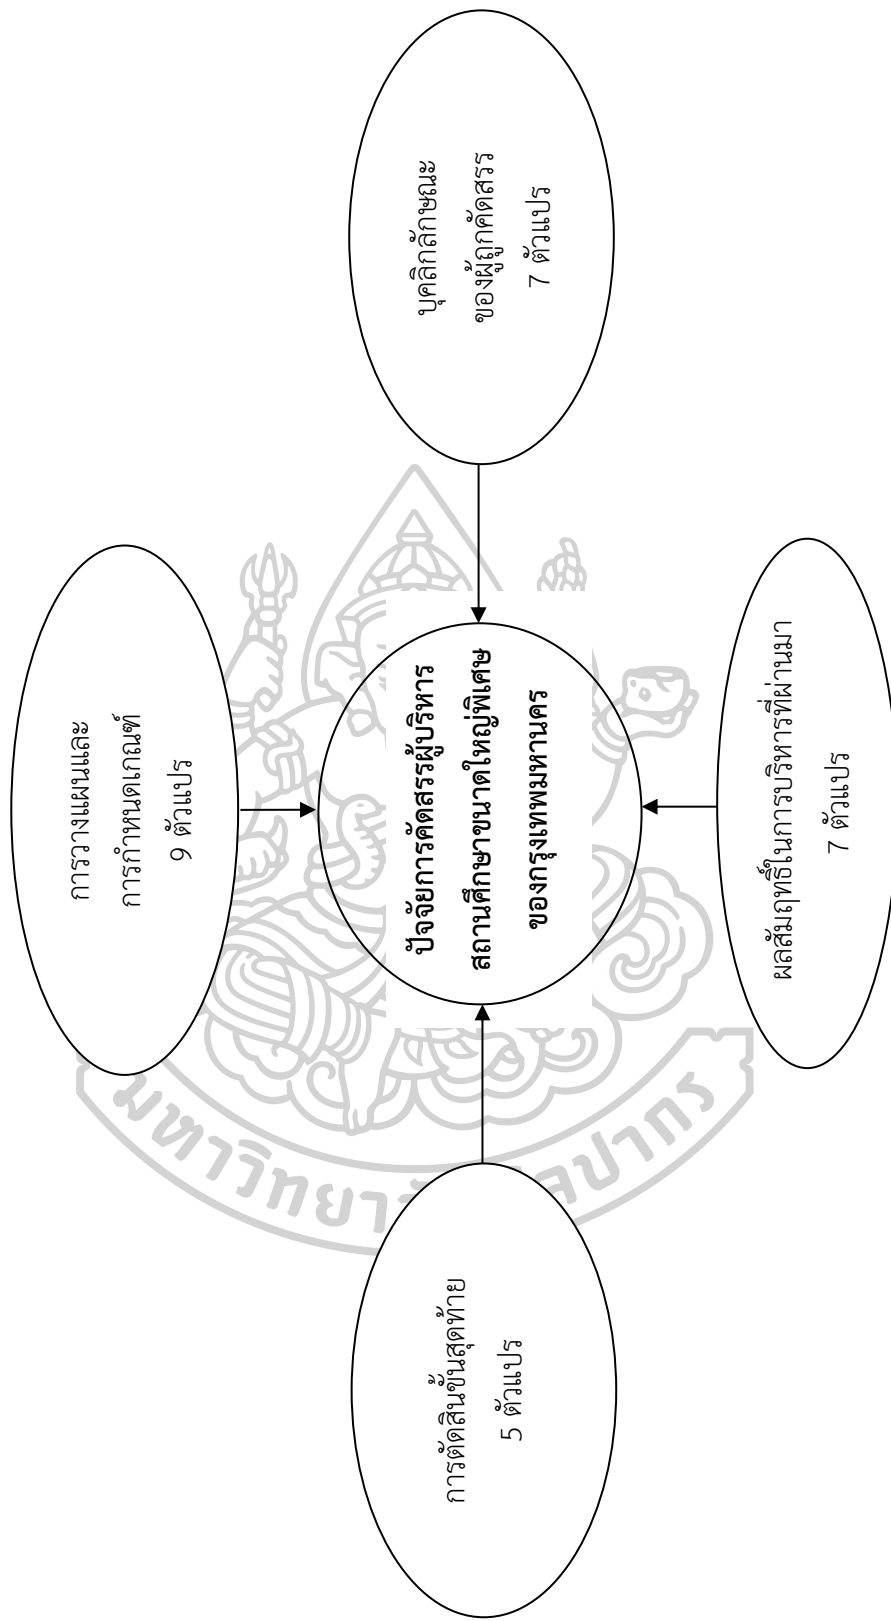 การวางแผนและ
การกำหนดเกณฑ์
9 ตัวแปร
การตัดสินขั้นสุดท้าย
5 ตัวแปร
ปัจจัยการคัดสรรผู้บริหาร
สถานศึกษาขนาดใหญ่พิเศษ
ของกรุงเทพมหานคร
บุคลิกลักษณะ
ของผู้ถูกคัดสรร
7 ตัวแปร
ผลสัมฤทธิ์ในการบริหารที่ผ่านมา
7 ตัวแปร